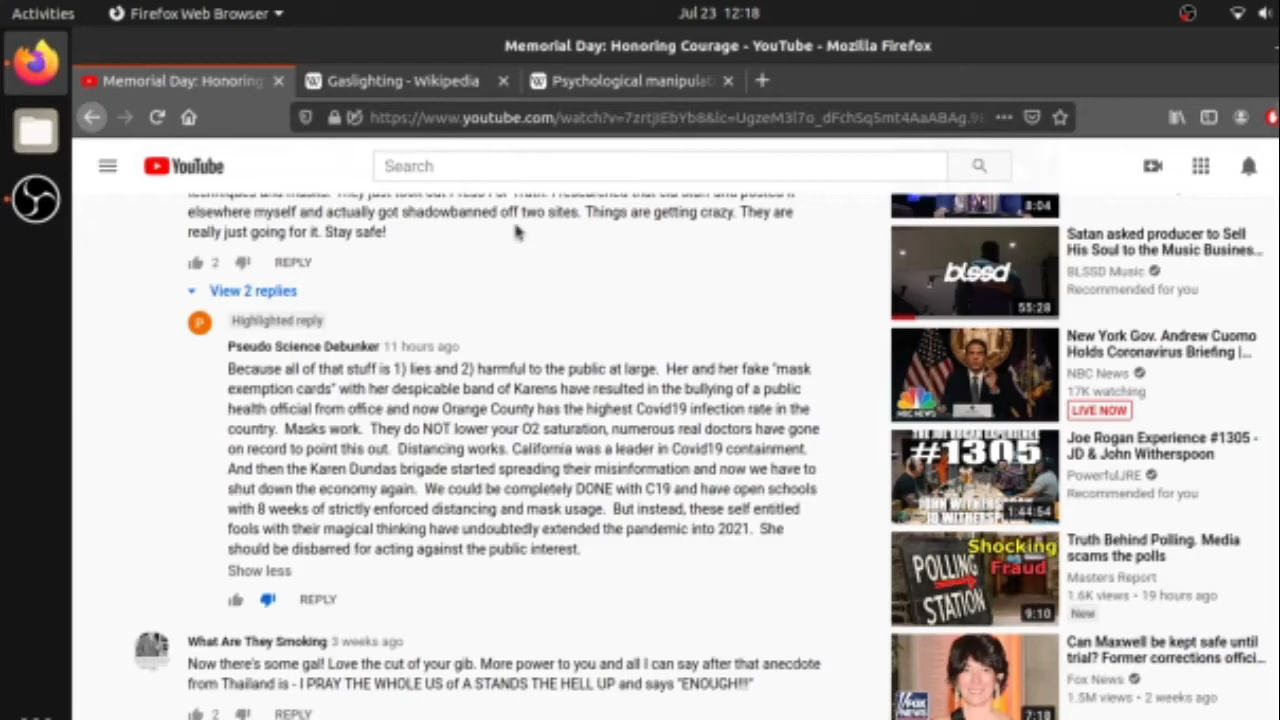 Activities
Firefox Web Browser
Jul 23 12:18
Memorial Day: Honoring Courage - YouTube - Mozilla Firefox
Memorial Day: Honoring
Gaslighting - Wikipedia
Psychological manipulat
https://www.youtube.com/watch?v=7zrtjIEbYb8&lc=UgzeM3l7o_dFchSq5mt4AaABAg.9
YouTube
Search
elsewhere myself and actually got shadowbanned off two sites. Things are getting crazy. They are
really just going for it. Stay safe!
2
REPLY
View 2 replies
P
Highlighted reply
Pseudo Science Debunker 11 hours ago
Because all of that stuff is 1) lies and 2) harmful to the public at large. Her and her fake "mask
exemption cards" with her despicable band of Karens have resulted in the bullying of a public
health official from office and now Orange County has the highest Covid19 infection rate in the
country. Masks work. They do NOT lower your O2 saturation, numerous real doctors have gone
on record to point this out. Distancing works. California was a leader in Covid19 containment.
And then the Karen Dundas brigade started spreading their misinformation and now we have to
shut down the economy again. We could be completely DONE with C19 and have open schools
with 8 weeks of strictly enforced distancing and mask usage. But instead, these self entitled
fools with their magical thinking have undoubtedly extended the pandemic into 2021. She
should be disbarred for acting against the public interest.
Show less
REPLY
What Are They Smoking 3 weeks ago
Now there's some gal! Love the cut of your gib. More power to you and all I can say after that anecdote
from Thailand is - I PRAY THE WHOLE US of A STANDS THE HELL UP and says "ENOUGH!!!"
2
REPLY
8:04
blssd
55:28
Satan asked producer to Sell
His Soul to the Music Busines...
BLSSD Music
Recommended for you
NBC NEWS
New York Gov. Andrew Cuomo
Holds Coronavirus Briefing |...
NBC News
17K watching
LIVE NOW
THE JOE ROGAN EXPERIENCE
#1305
1:44:54
Joe Rogan Experience #1305 -
JD & John Witherspoon
PowerfulJRE
Recommended for you
Shocking
Fraud
POLLING
STATION
9:10
Truth Behind Polling. Media
scams the polls
Masters Report
1.6K views • 19 hours ago
New
FOX NEWS
7:18
Can Maxwell be kept safe until
trial? Former corrections offici...
Fox News
1.5M views • 2 weeks ago